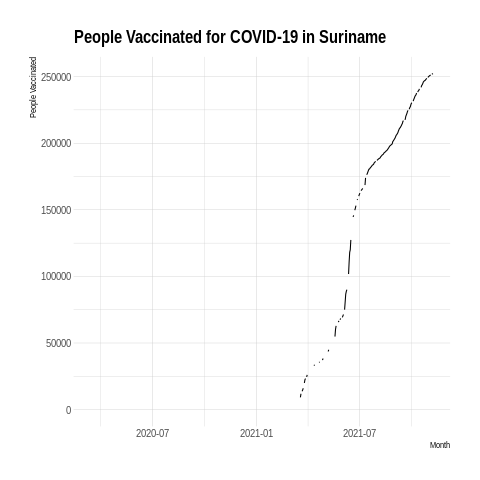 People Vaccinated for COVID-19 in Suriname
People Vaccinated
250000
200000
150000
100000
50000
0
2020-07 2021-01 2021-07
Month